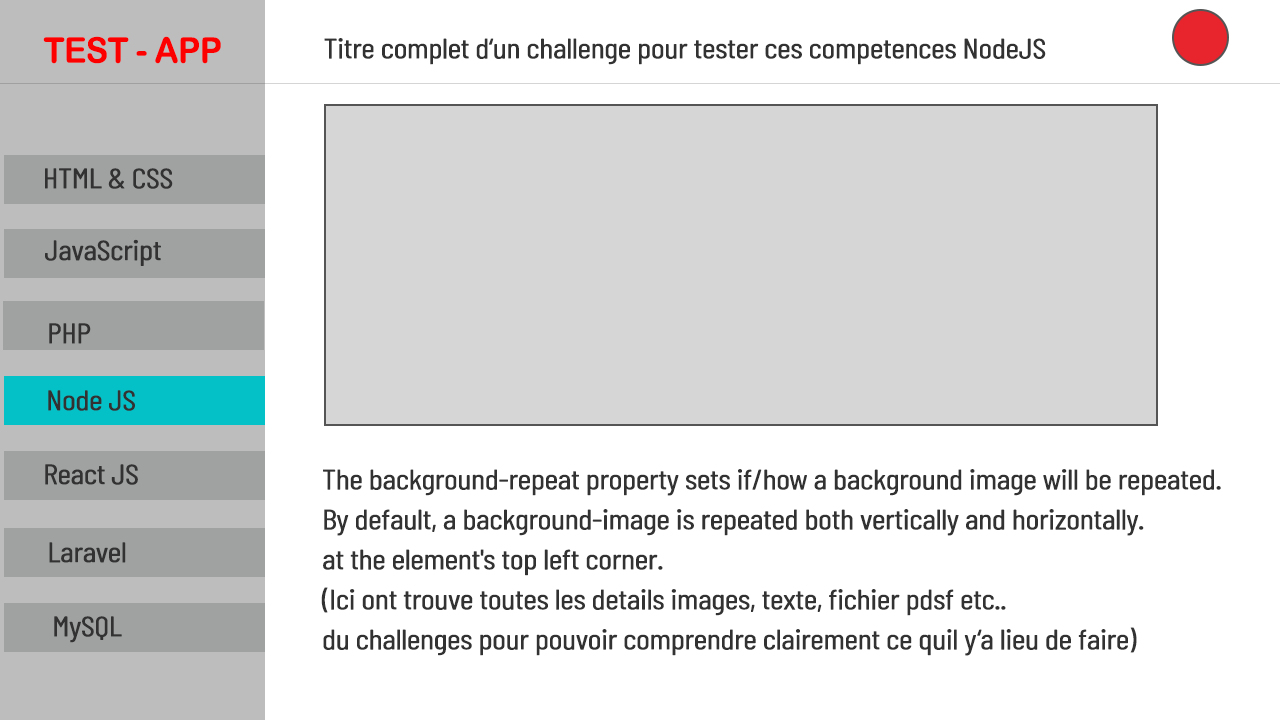 TEST - APP
Titre complet d'un challenge pour tester ces competences NodeJS
HTML & CSS
JavaScript
PHP
Node JS
React JS
Laravel
MySQL
The background-repeat property sets if/how a background image will be repeated.
By default, a background-image is repeated both vertically and horizontally.
at the element's top left corner.
(Ici ont trouve toutes les details images, texte, fichier pdsf etc..
du challenges pour pouvoir comprendre clairement ce quil y'a lieu de faire)